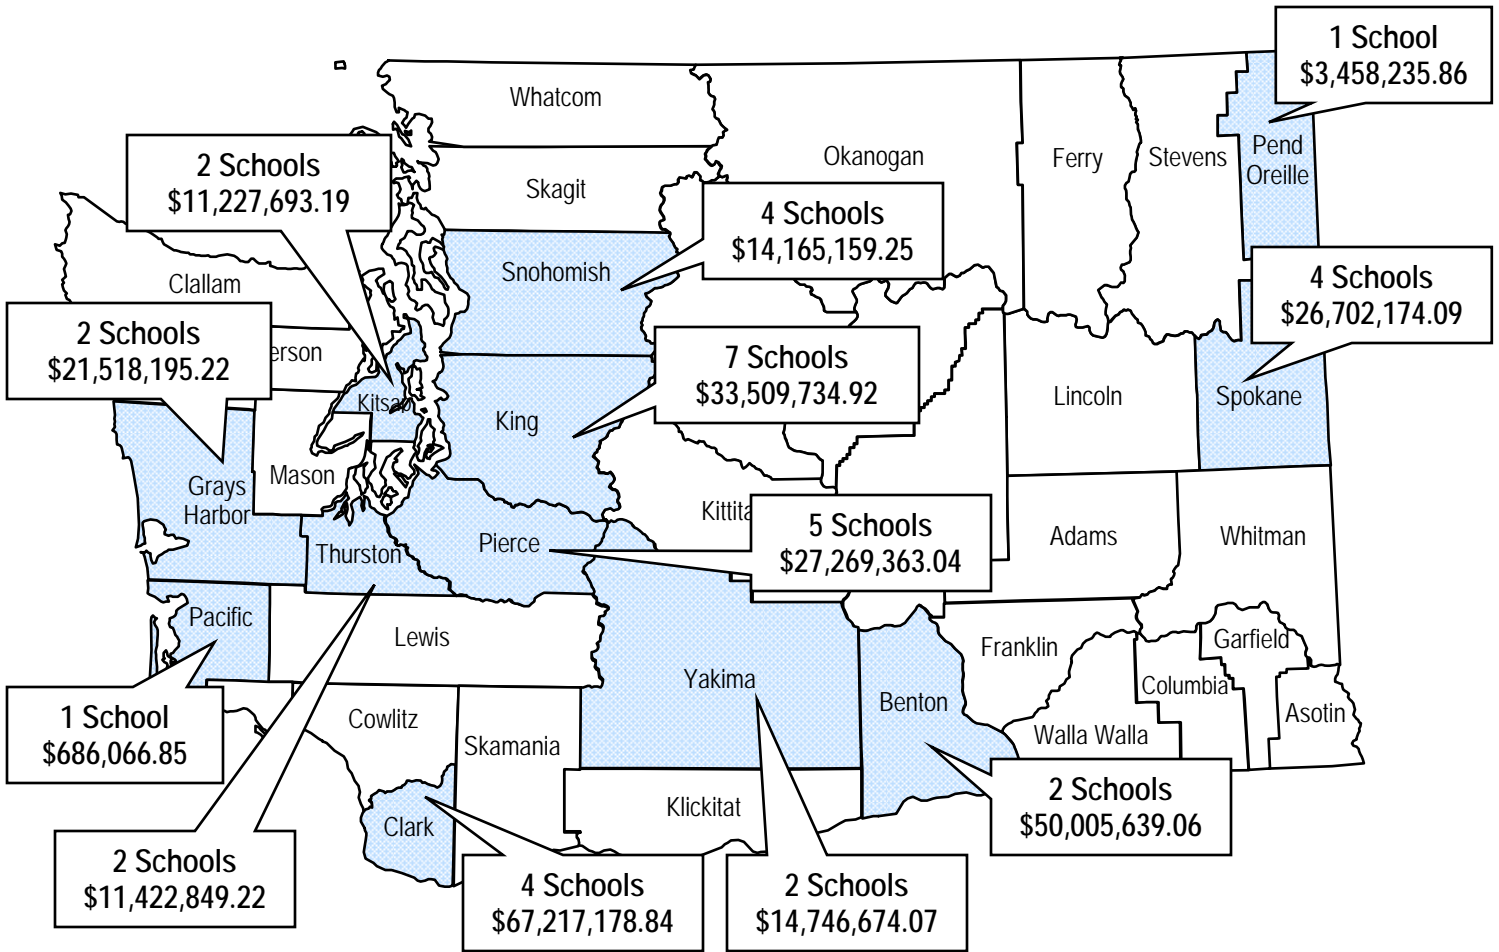 1 School
$3,458,235.86
Whatcom
Okanogan
Ferry
Stevens
Pend
Oreille
2 Schools
$11,227,693.19
Skagit
4 Schools
$14,165,159.25
Snohomish
Clallam
4 Schools
$26,702,174.09
2 Schools
$21,518,195.22
erson
7 Schools
$33,509,734.92
Kitsap
King
Lincoln
Spokane
Mason
Grays
Harbor
Kittita
5 Schools
$27,269,363.04
Thurston
Pierce
Adams
Whitman
Pacific
Lewis
Franklin
Garfield
Yakima
Benton
Columbia
Asotin
1 School
$686,066.85
Cowlitz
Skamania
Walla Walla
Klickitat
2 Schools
$50,005,639.06
Clark
2 Schools
$11,422,849.22
4 Schools
$67,217,178.84
2 Schools
$14,746,674.07